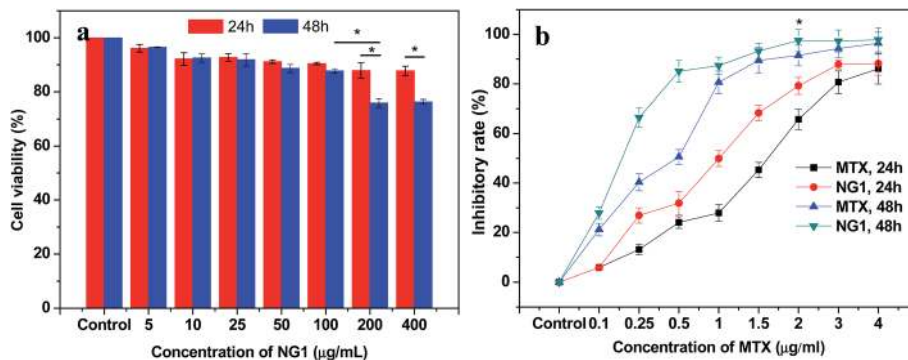 a
24h
48h
*
*
*
100
80
60
40
20
0
Cell viability (%)
Control 5 10 25 50 100 200 400
Concentration of NG1 (μg/mL)
b
*
100
80
60
40
20
0
Inhibitory rate (%)
MTX, 24h
NG1, 24h
MTX, 48h
NG1, 48h
Control 0.1 0.25 0.5 1 1.5 2 3 4
Concentration of MTX (μg/ml)